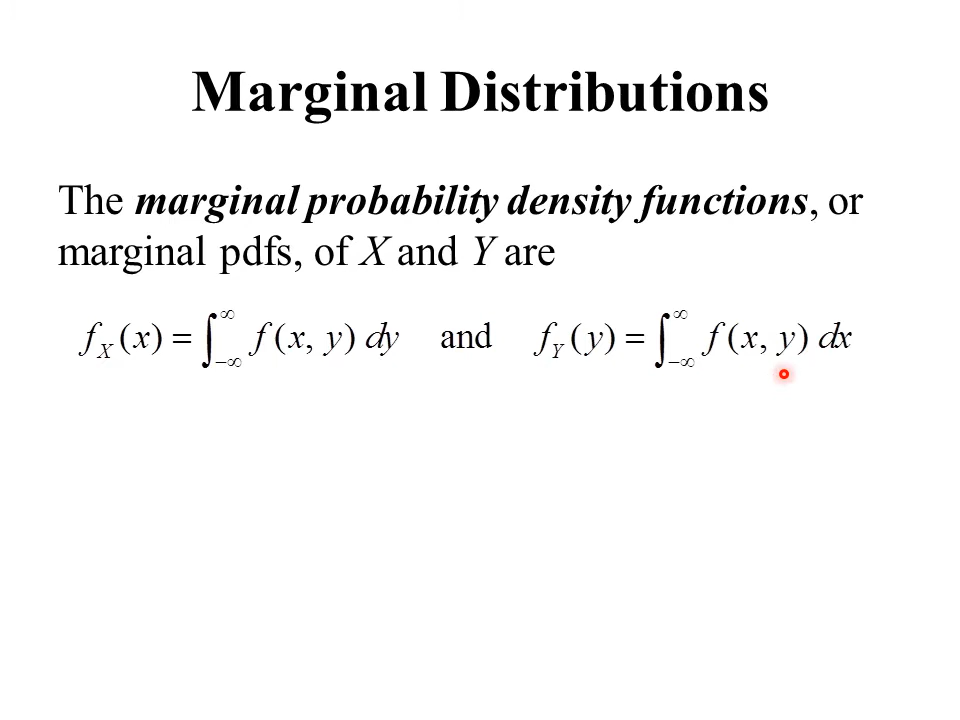 Marginal Distributions
The marginal probability density functions, or
marginal pdfs, of X and Y are
f_X(x) = ∫_{-∞}^{∞} f(x, y) dy and f_Y(y) = ∫_{-∞}^{∞} f(x, y) dx